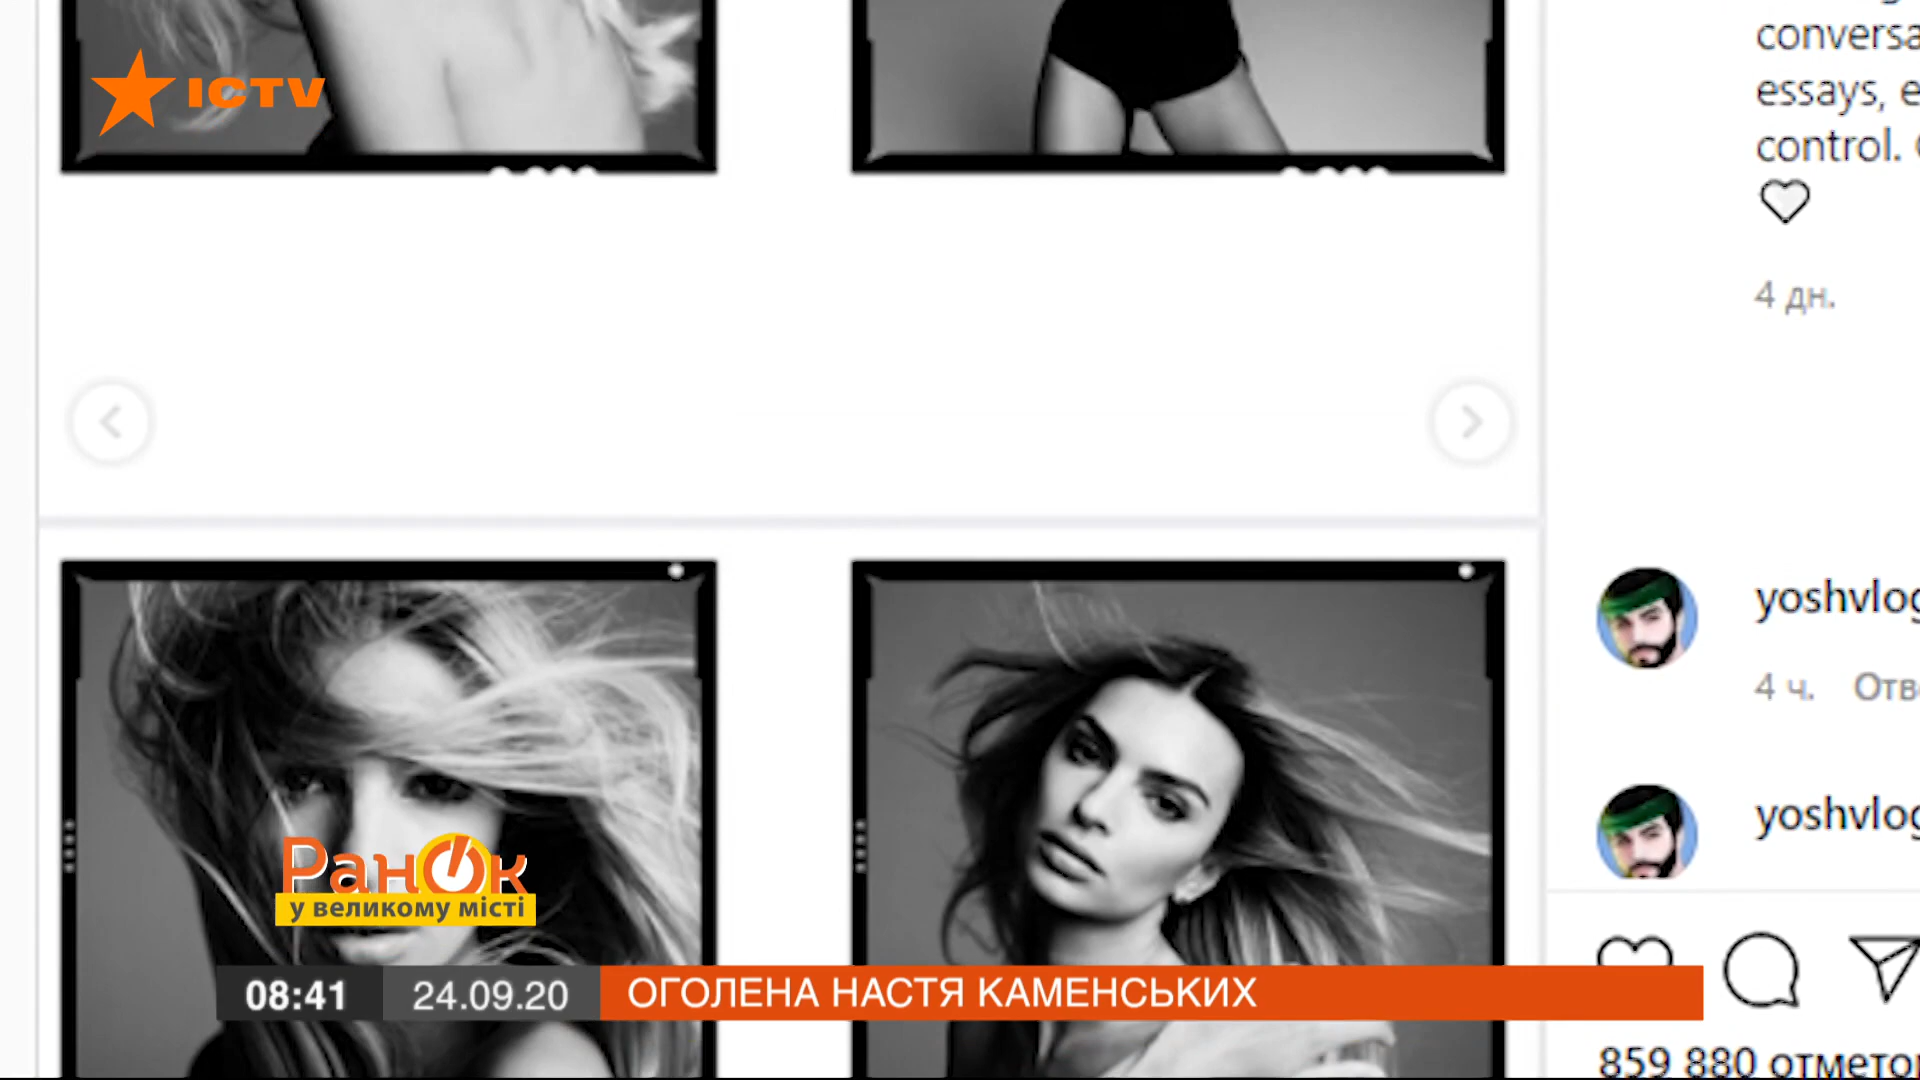 ICTV
conversa
essays, e
control.
4 дн.
yoshvlog
4 ч. Отв
yoshvlog
Ранок
у великому місті
08:41 24.09.20 ОГОЛЕНА НАСТЯ КАМЕНСЬКИХ
859 880 отмето